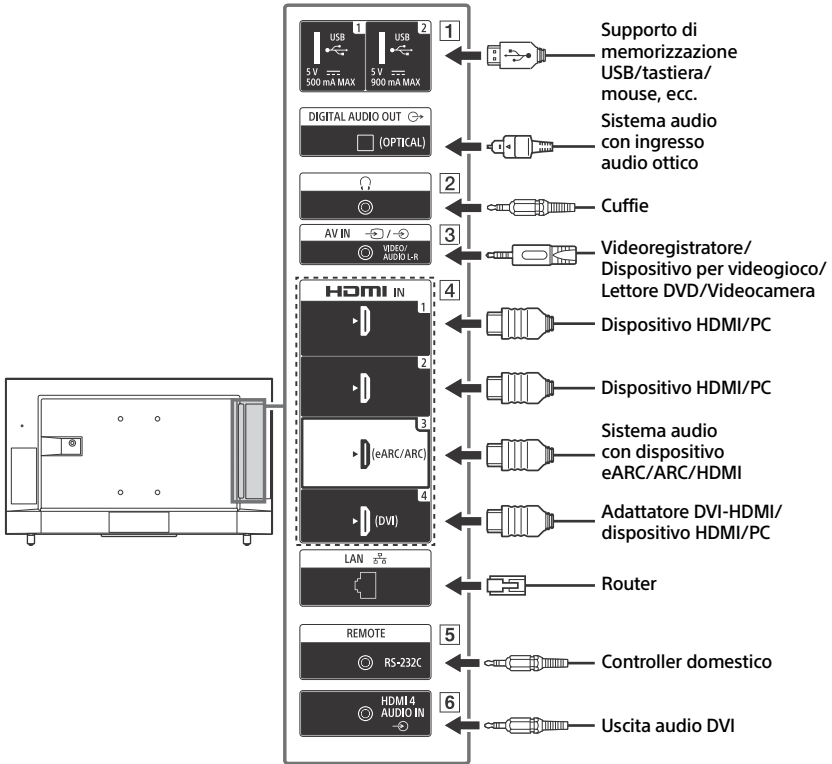 1
USB
5 V
500 mA MAX
2
USB
5 V
900 mA MAX
1
Supporto di
memorizzazione
USB/tastiera/
mouse, ecc.
DIGITAL AUDIO OUT
(OPTICAL)
Sistema audio
con ingresso
audio ottico
2
Cuffie
AV IN /
VIDEO/
AUDIO L-R
3
Videoregistratore/
Dispositivo per videogioco/
Lettore DVD/Videocamera
HDMI IN
4
1
Dispositivo HDMI/PC
2
Dispositivo HDMI/PC
3
(eARC/ARC)
Sistema audio
con dispositivo
eARC/ARC/HDMI
4
(DVI)
Adattatore DVI-HDMI/
dispositivo HDMI/PC
LAN
Router
REMOTE
RS-232C
5
Controller domestico
HDMI 4
AUDIO IN
6
Uscita audio DVI